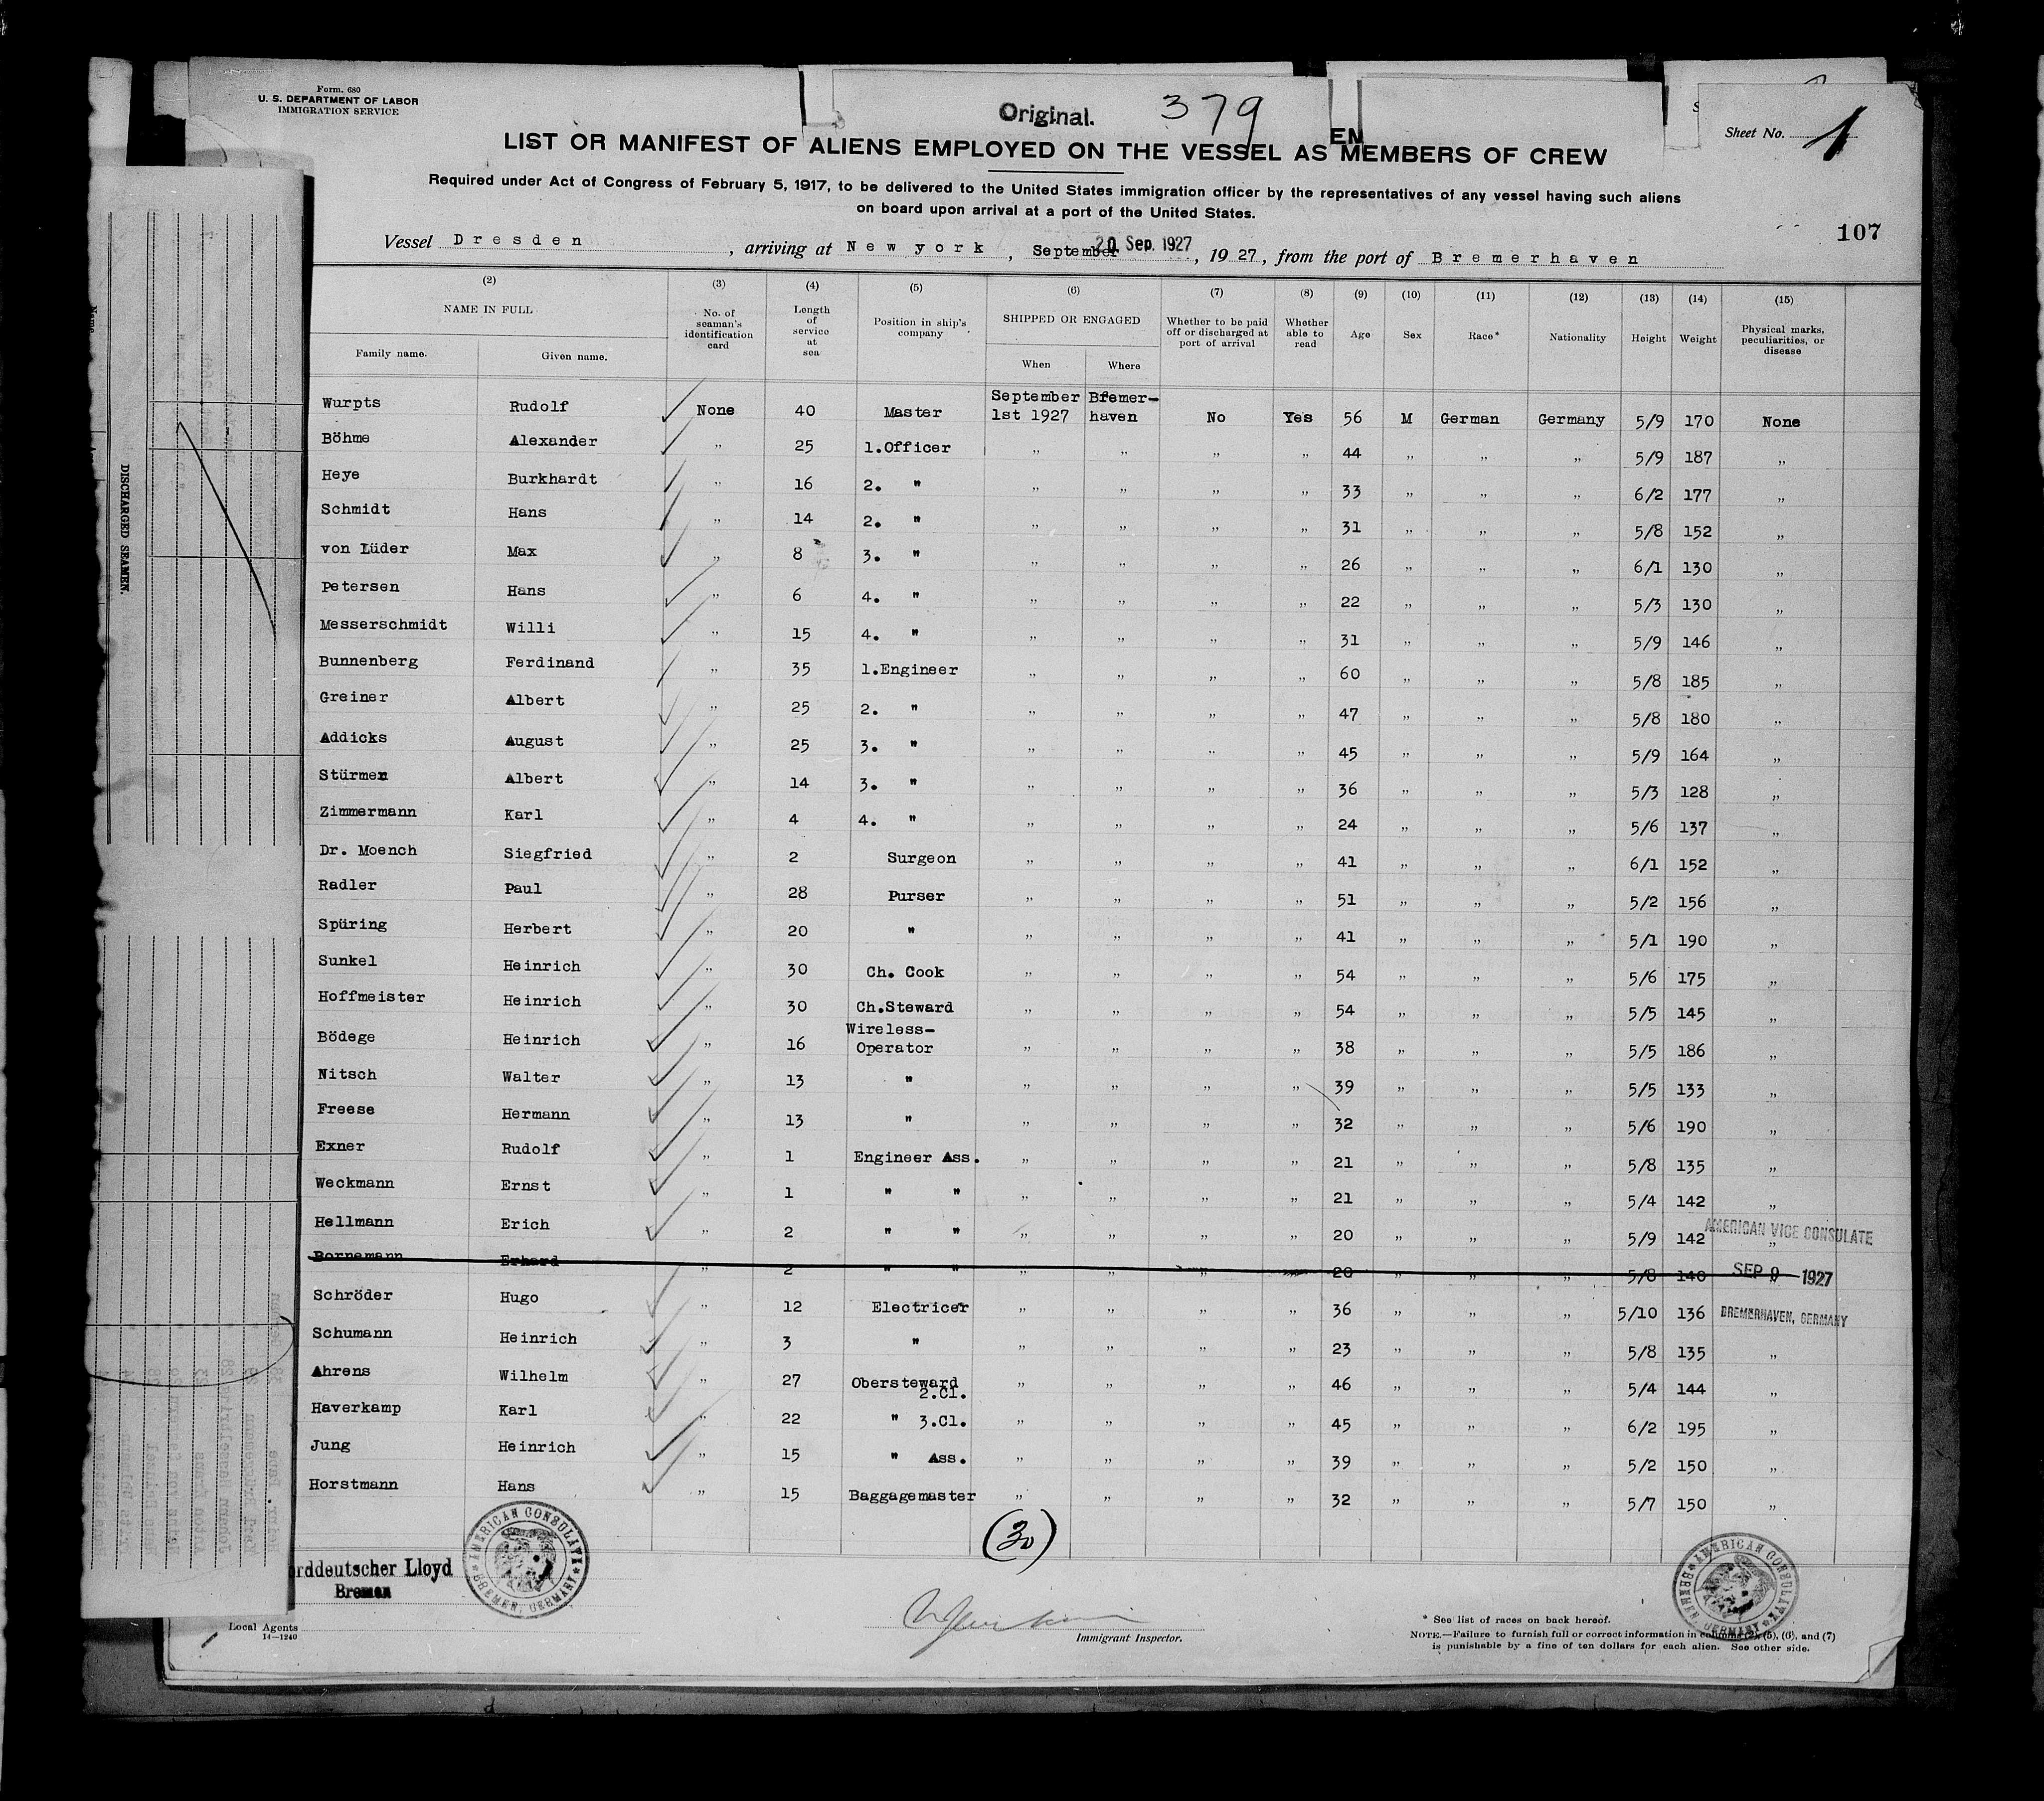 Form. 680
U. S. DEPARTMENT OF LABOR
IMMIGRATION SERVICE
Original. 379
EN
Sheet No. 1
LIST OR MANIFEST OF ALIENS EMPLOYED ON THE VESSEL AS MEMBERS OF CREW
Required under Act of Congress of February 5, 1917, to be delivered to the United States immigration officer by the representatives of any vessel having such aliens
on board upon arrival at a port of the United States.
107
Vessel Dresden, arriving at New york, September 20 Sep. 1927, 1927, from the port of Bremerhaven
(2) (3) (4) (5) (6) (7) (8) (9) (10) (11) (12) (13) (14) (15)
NAME IN FULL
Family name. Given name.
No. of seaman's identification card
Length of service at sea
Position in ship's company
SHIPPED OR ENGAGED
When Where
Whether to be paid off or discharged at port of arrival
Whether able to read
Age Sex Race* Nationality Height Weight
Physical marks, peculiarities, or disease
Wurpts Rudolf None 40 Master September 1st 1927 Bremer-haven No Yes 56 M German Germany 5/9 170 None
Böhme Alexander „ 25 1.Officer „ „ „ „ 44 „ „ „ 5/9 187 „
Heye Burkhardt „ 16 2. " „ „ „ „ 33 „ „ „ 6/2 177 „
Schmidt Hans „ 14 2. " „ „ „ „ 31 „ „ „ 5/8 152 „
von Lüder Max „ 8 3. " „ „ „ „ 26 „ „ „ 6/1 130 „
Petersen Hans „ 6 4. " „ „ „ „ 22 „ „ „ 5/3 130 „
Messerschmidt Willi „ 15 4. " „ „ „ „ 31 „ „ „ 5/9 146 „
Bunnenberg Ferdinand „ 35 1.Engineer „ „ „ „ 60 „ „ „ 5/8 185 „
Greiner Albert „ 25 2. " „ „ „ „ 47 „ „ „ 5/8 180 „
Addicks August „ 25 3. " „ „ „ „ 45 „ „ „ 5/9 164 „
Stürmer Albert „ 14 3. " „ „ „ „ 36 „ „ „ 5/3 128 „
Zimmermann Karl „ 4 4. " „ „ „ „ 24 „ „ „ 5/6 137 „
Dr. Moench Siegfried „ 2 Surgeon „ „ „ „ 41 „ „ „ 6/1 152 „
Radler Paul „ 28 Purser „ „ „ „ 51 „ „ „ 5/2 156 „
Spüring Herbert „ 20 " „ „ „ „ 41 „ „ „ 5/1 190 „
Sunkel Heinrich „ 30 Ch. Cook „ „ „ „ 54 „ „ „ 5/6 175 „
Hoffmeister Heinrich „ 30 Ch.Steward „ „ „ „ 54 „ „ „ 5/5 145 „
Bödege Heinrich „ 16 Wireless-Operator „ „ „ „ 38 „ „ „ 5/5 186 „
Nitsch Walter „ 13 " „ „ „ „ 39 „ „ „ 5/5 133 „
Freese Hermann „ 13 " „ „ „ „ 32 „ „ „ 5/6 190 „
Exner Rudolf „ 1 Engineer Ass. „ „ „ „ 21 „ „ „ 5/8 135 „
Weckmann Ernst „ 1 " " „ „ „ „ 21 „ „ „ 5/4 142 „
Hellmann Erich „ 2 " " „ „ „ „ 20 „ „ „ 5/9 142 „
AMERICAN VICE CONSULATE
Bornemann Erhard „ 2 " " „ „ „ „ 20 „ „ „ 5/8 140 „
SEP 9 1927
Schröder Hugo „ 12 Electricer „ „ „ „ 36 „ „ „ 5/10 136
BREMERHAVEN, GERMANY
Schumann Heinrich „ 3 " „ „ „ „ 23 „ „ „ 5/8 135 „
Ahrens Wilhelm „ 27 Obersteward 2.Cl. „ „ „ „ 46 „ „ „ 5/4 144 „
Haverkamp Karl „ 22 " 3.Cl. „ „ „ „ 45 „ „ „ 6/2 195 „
Jung Heinrich „ 15 " Ass. „ „ „ „ 39 „ „ „ 5/2 150 „
Horstmann Hans „ 15 Baggagemaster „ „ „ „ 32 „ „ „ 5/7 150 „
(30)
orddeutscher Lloyd
Bremen
AMERICAN CONSULATE
BREMEN, GERMANY
AMERICAN CONSULATE
BREMEN, GERMANY
Local Agents
14—1240
Immigrant Inspector.
* See list of races on back hereof.
NOTE.—Failure to furnish full or correct information in columns (2), (5), (6), and (7)
is punishable by a fine of ten dollars for each alien. See other side.
DISCHARGED SEAMEN.